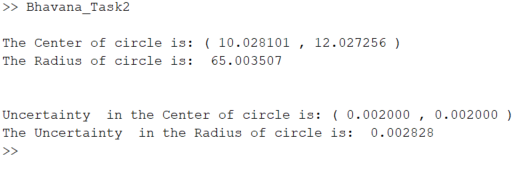 >> Bhavana_Task2
The Center of circle is: ( 10.028101 , 12.027256 )
The Radius of circle is:  65.003507
Uncertainty  in the Center of circle is: ( 0.002000 , 0.002000 )
The Uncertainty  in the Radius of circle is:  0.002828
>>